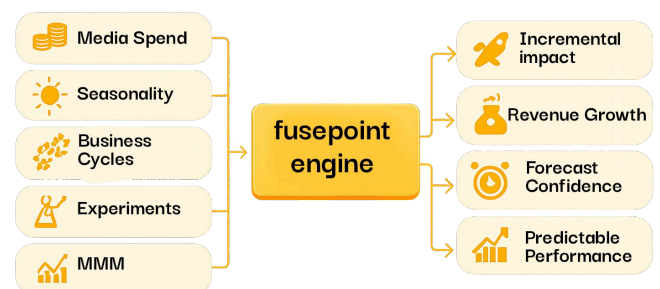 Media Spend
Seasonality
Business
Cycles
Experiments
MMM
fusepoint
engine
Incremental
impact
Revenue Growth
Forecast
Confidence
Predictable
Performance